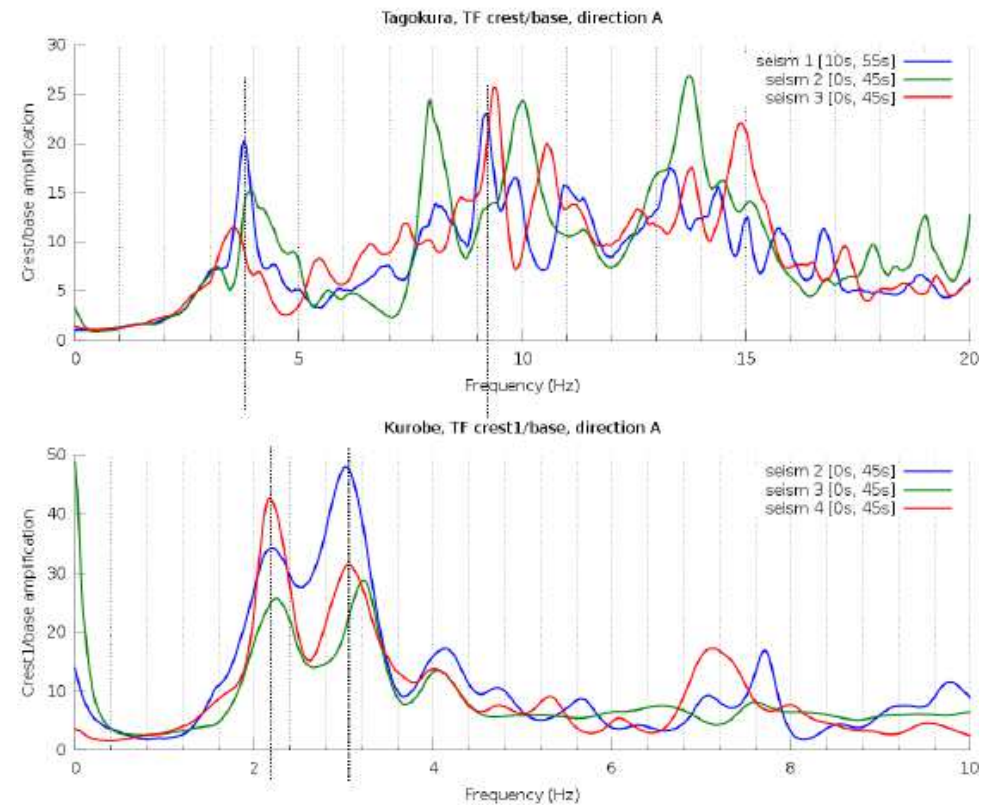 Tagokura, TF crest/base, direction A
30
25
20
15
10
5
0
Crest/base amplification
seism 1 [10s, 55s]
seism 2 [0s, 45s]
seism 3 [0s, 45s]
0 5 10 15 20
Frequency (Hz)
Kurobe, TF crest1/base, direction A
50
40
30
20
10
0
Crest1/base amplification
seism 2 [0s, 45s]
seism 3 [0s, 45s]
seism 4 [0s, 45s]
0 2 4 6 8 10
Frequency (Hz)